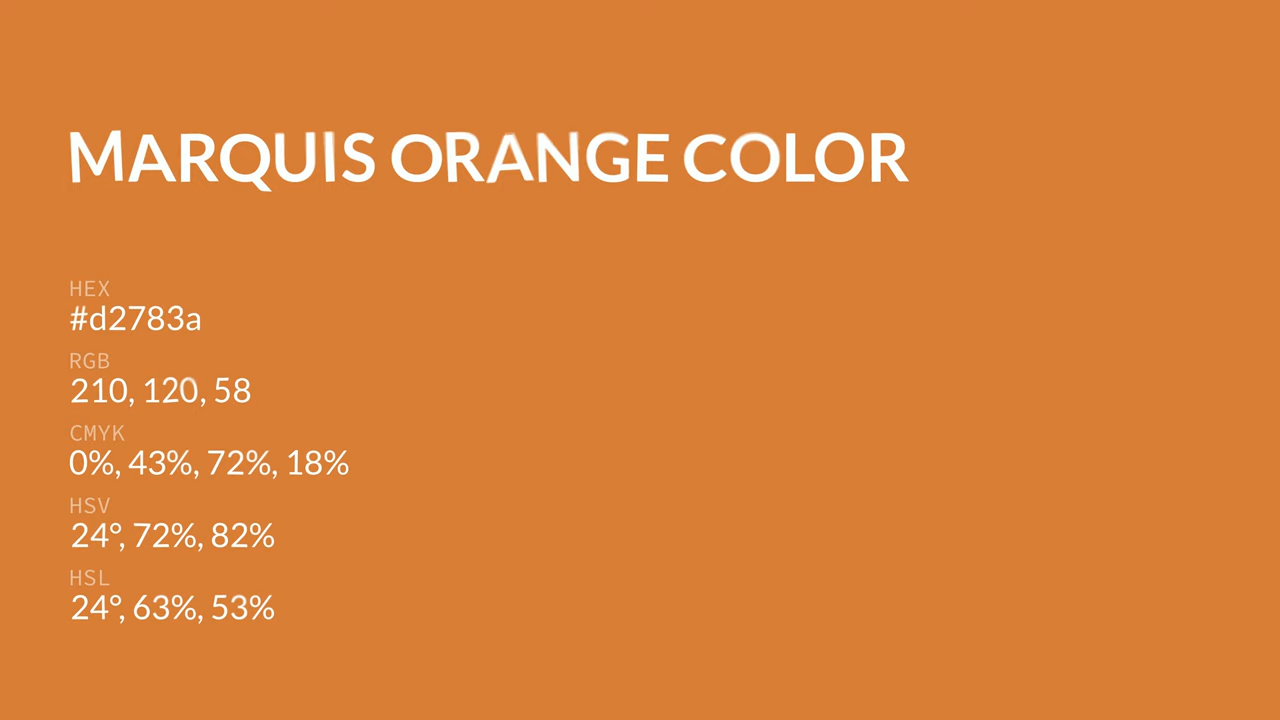 MARQUIS ORANGE COLOR
HEX
#d2783a
RGB
210, 120, 58
CMYK
0%, 43%, 72%, 18%
HSV
24°, 72%, 82%
HSL
24°, 63%, 53%